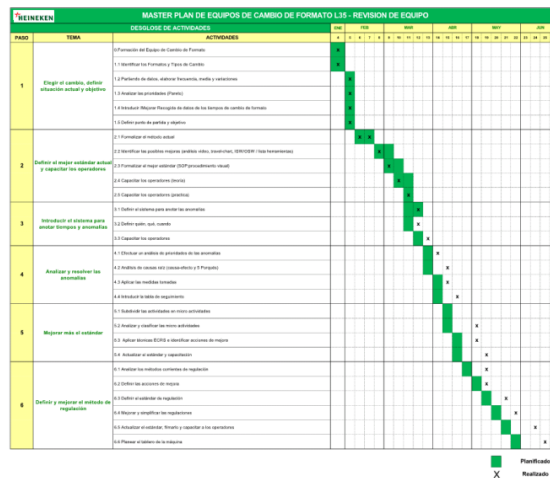 HEINEKEN
MASTER PLAN DE EQUIPOS DE CAMBIO DE FORMATO L35 - REVISION DE EQUIPO
DESGLOSE DE ACTIVIDADES ENE FEB MAR ABR MAY JUN
PASO TEMA ACTIVIDADES
0 Formación del Equipo de Cambio de Formato X
1.1 Identificar los Formatos y Tipos de Cambio X
1 Elegir el cambio, definir situación actual y objetivo
1.2 Partiendo de datos, elaborar frecuencia, media y variaciones X
1.3 Analizar las prioridades (Pareto) X
1.4 Introducir /Mejorar Recogida de datos de los tiempos de cambio de formato X
1.5 Definir punto de partida y objetivo X
2 Definir el mejor estándar actual y capacitar los operadores
2.1 Formalizar el método actual X X
2.2 Identificar las posibles mejoras X
2.3 Formalizar el mejor estándar X
2.4 Capacitar los operadores (teoría) X
2.5 Capacitar los operadores (práctica) X
3 Introducir el sistema para anotar tiempos y anomalías
3.1 Definir el sistema para anotar las anomalías X
3.2 Definir quién, qué, cuando X
3.3 Capacitar los operadores X
4 Analizar y resolver las anomalías
4.1 Efectuar un análisis de prioridades de las anomalías X
4.2 Análisis de causas raíz (causa-efecto y 5 Porqués) X
4.3 Aplicar las medidas tomadas X
4.4 Introducir la tabla de seguimiento X
5 Mejorar más el estándar
5.1 Subdividir las actividades en micro actividades
5.2 Analizar y clasificar las micro actividades X
5.3 Aplicar técnicas ECRS e identificar acciones de mejora X
5.4 Actualizar el estándar y capacitación X
6 Definir y mejorar el método de regulación
6.1 Analizar los métodos corrientes de regulación X
6.2 Definir las acciones de mejora X
6.3 Definir el estándar de regulación X
6.4 Mejorar y simplificar las regulaciones X
6.5 Actualizar el estándar, firmarlo y capacitar a los operadores X
6.6 Planear el tablero de la máquina X
Planificado
X Realizado